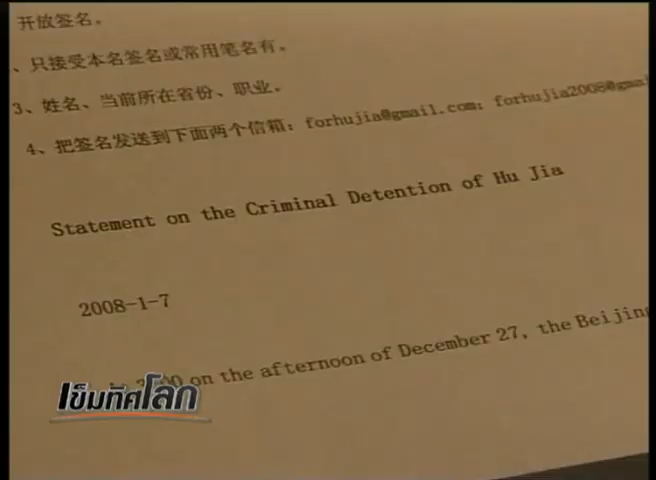 开放签名。
、只接受本名签名或常用笔名有。
3、姓名、当前所在省份、职业。
4、把签名发送到下面两个信箱：forhujia@gmail.com; forhujia2008@gmai
Statement on the Criminal Detention of Hu Jia
2008-1-7
00 on the afternoon of December 27, the Beijing
เข็มทิศโลก